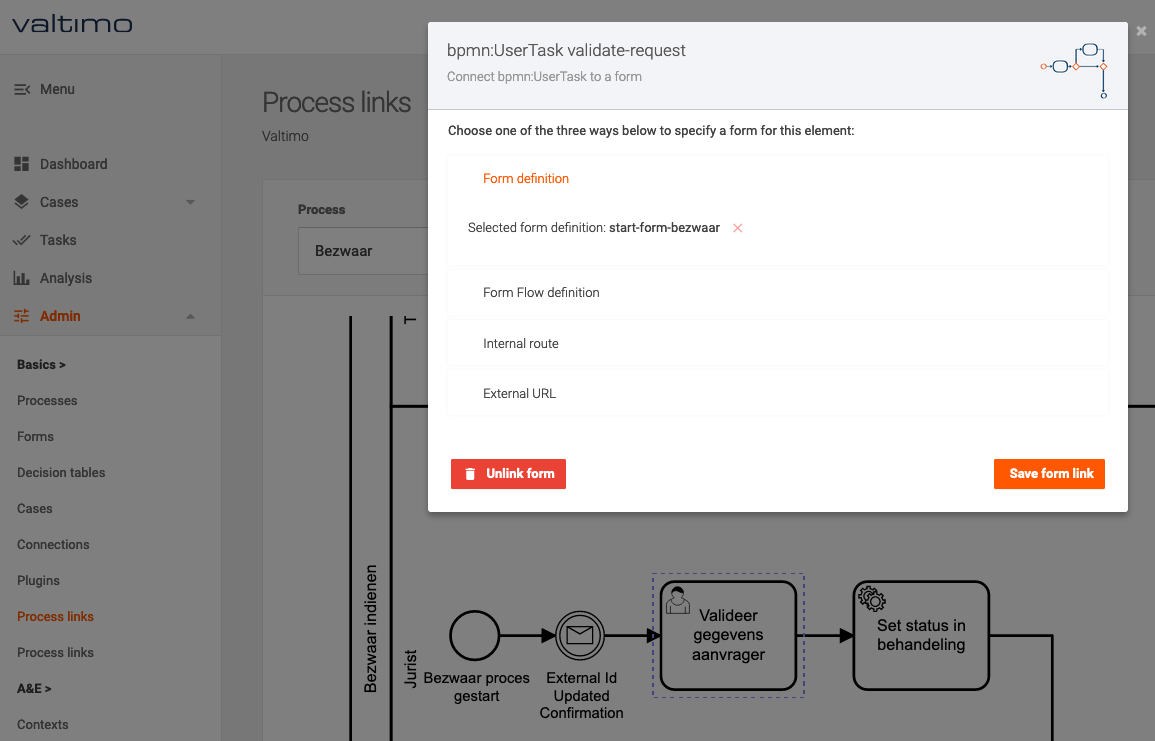 valtimo
Menu
Dashboard
Cases
Tasks
Analysis
Admin
Basics >
Processes
Forms
Decision tables
Cases
Connections
Plugins
Process links
Process links
A&E >
Contexts
Process links
Valtimo
Process
Bezwaar
bpmn:UserTask validate-request
Connect bpmn:UserTask to a form
Choose one of the three ways below to specify a form for this element:
Form definition
Selected form definition: start-form-bezwaar
Form Flow definition
Internal route
External URL
Unlink form
Save form link
T
Bezwaar indienen
Jurist
Bezwaar proces
gestart
External Id
Updated
Confirmation
Valideer
gegevens
aanvrager
Set status in
behandeling